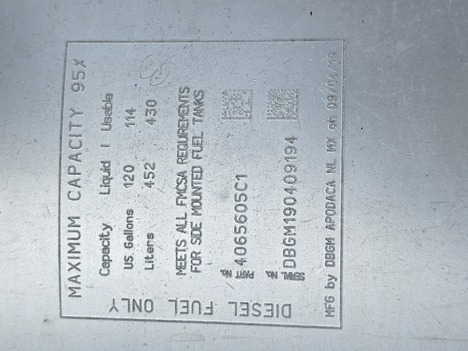 MAXIMUM CAPACITY 95%
Capacity Liquid | Usable
US Gallons 120 114
Liters 452 430
MEETS ALL FMCSA REQUIREMENTS
FOR SIDE MOUNTED FUEL TANKS
PART No. 4065605C1
SERIAL No. DBGM190409194
MFG by DBGM APODACA NL MX on 09/04/19
DIESEL FUEL ONLY